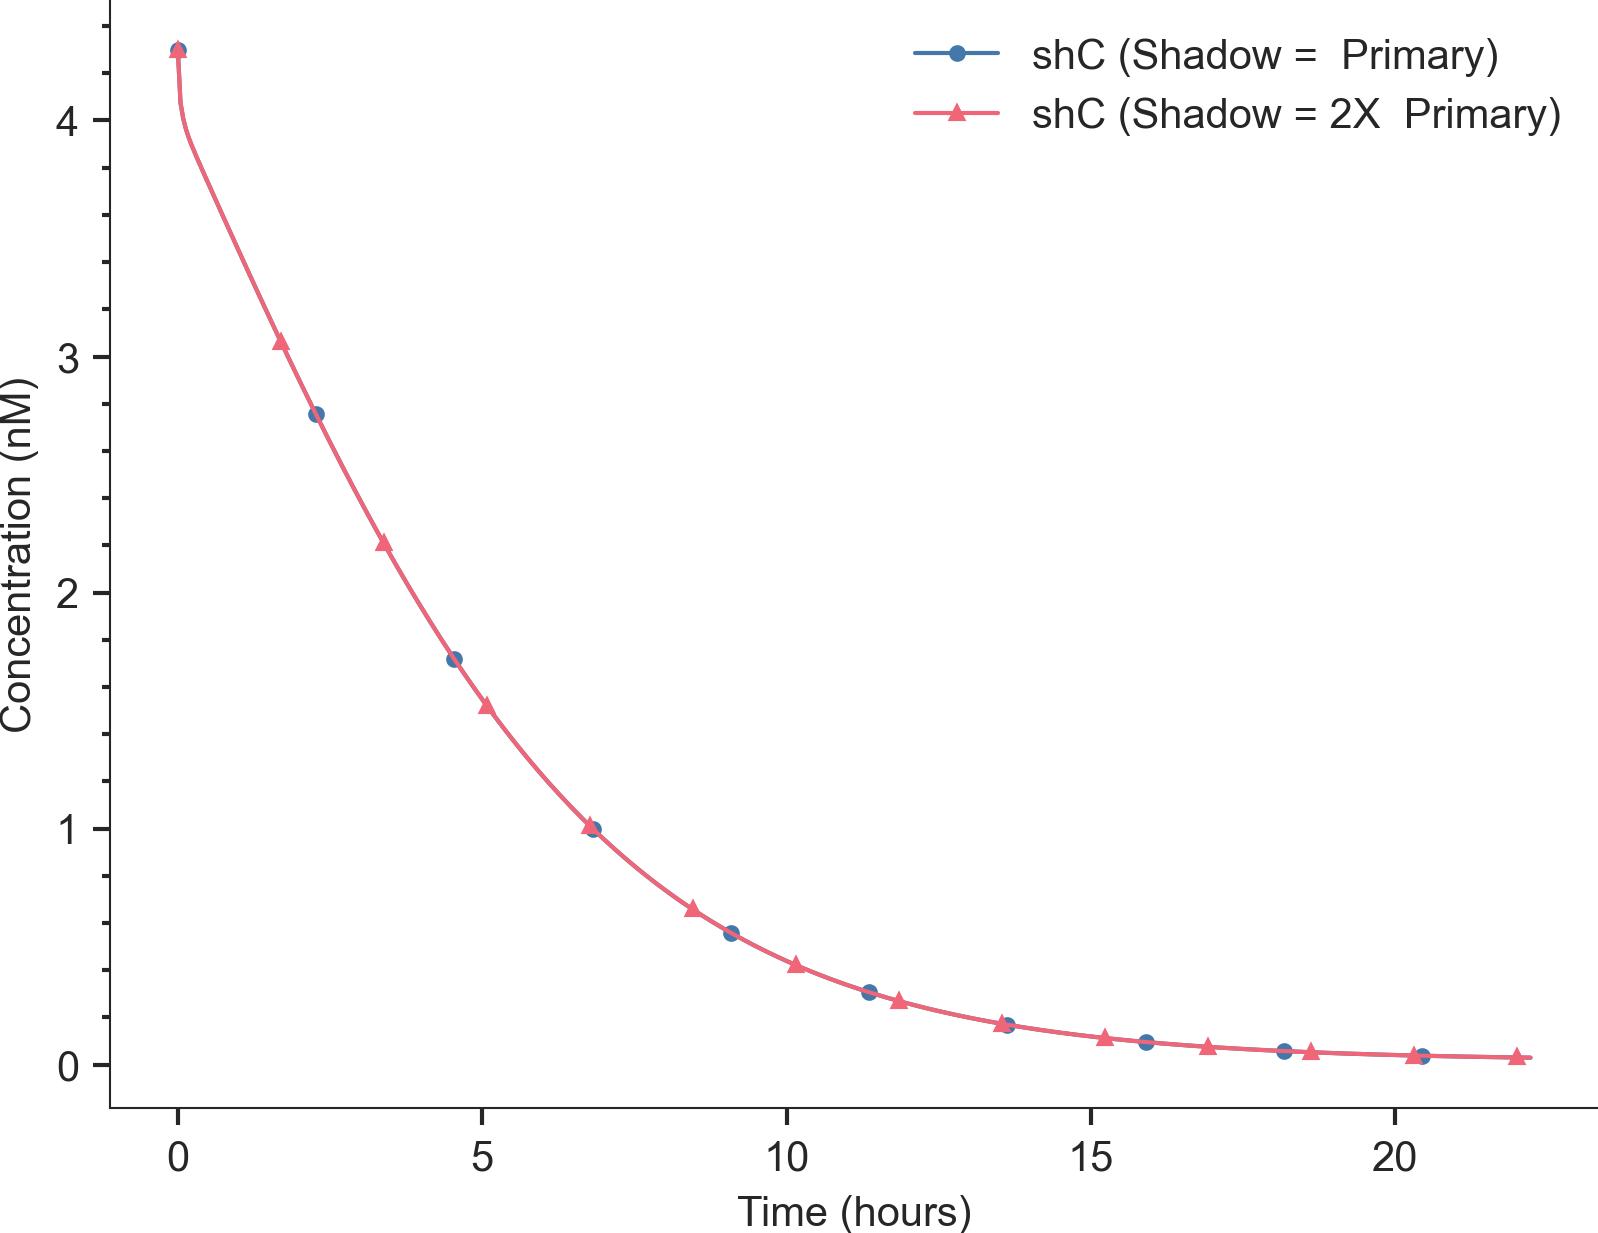 shC (Shadow =  Primary)
shC (Shadow = 2X  Primary)
Concentration (nM)
4
3
2
1
0
0 5 10 15 20
Time (hours)